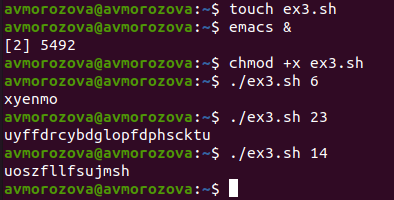 avmorozova@avmorozova:~$ touch ex3.sh
avmorozova@avmorozova:~$ emacs &
[2] 5492
avmorozova@avmorozova:~$ chmod +x ex3.sh
avmorozova@avmorozova:~$ ./ex3.sh 6
xyenmo
avmorozova@avmorozova:~$ ./ex3.sh 23
uyffdrcybdglopfdphscktu
avmorozova@avmorozova:~$ ./ex3.sh 14
uoszfllfsujmsh
avmorozova@avmorozova:~$